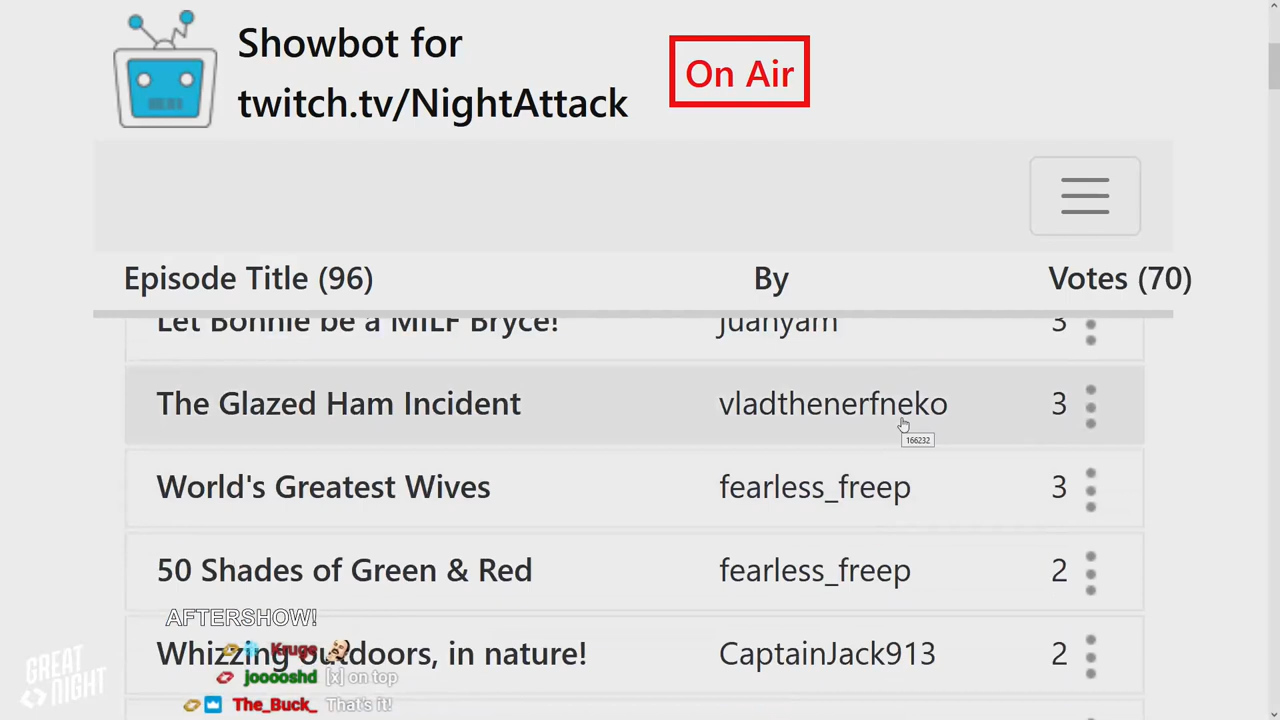 Showbot for
twitch.tv/NightAttack
On Air
Episode Title (96) By Votes (70)
Let Bonnie be a MILF Bryce! juanyam 3
The Glazed Ham Incident vladthenerfneko 3
166232
World's Greatest Wives fearless_freep 3
50 Shades of Green & Red fearless_freep 2
AFTERSHOW!
Whizzing outdoors, in nature! CaptainJack913 2
Kruge
jooooshd [x] on top
The_Buck_ That's it!
GREAT
NIGHT